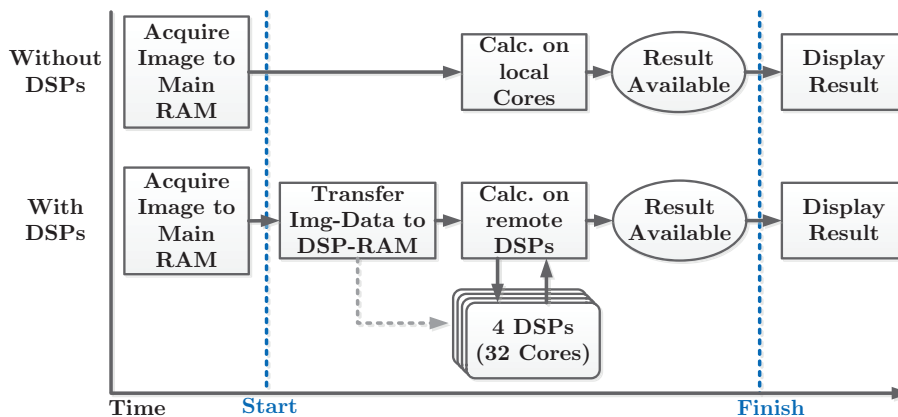 Without
DSPs
Acquire
Image to
Main
RAM
Calc. on
local
Cores
Result
Available
Display
Result
With
DSPs
Acquire
Image to
Main
RAM
Transfer
Img-Data to
DSP-RAM
Calc. on
remote
DSPs
Result
Available
Display
Result
4 DSPs
(32 Cores)
Time
Start
Finish